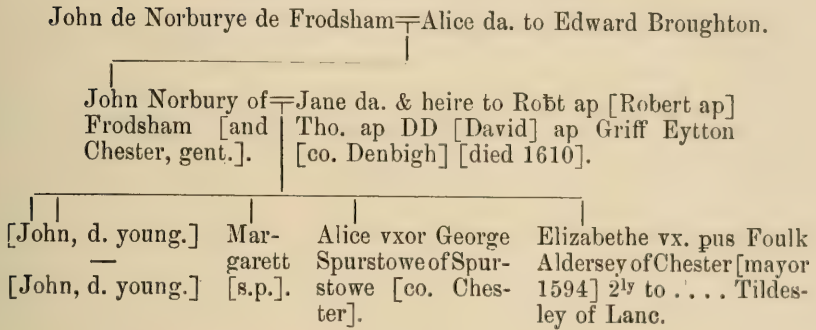 John de Norburye de Frodsham=Alice da. to Edward Broughton.
John Norbury of=Jane da. & heire to Robt ap [Robert ap]
Frodsham [and
Chester, gent.].
Tho. ap DD [David] ap Griff Eytton
[co. Denbigh] [died 1610].
[John, d. young.]
—
[John, d. young.]
Mar-
garett
[s.p.].
Alice vxor George
Spurstowe of Spur-
stowe [co. Ches-
ter].
Elizabethe vx. pus Foulk
Aldersey of Chester [mayor
1594] 2ly to . . . . Tildes-
ley of Lanc.